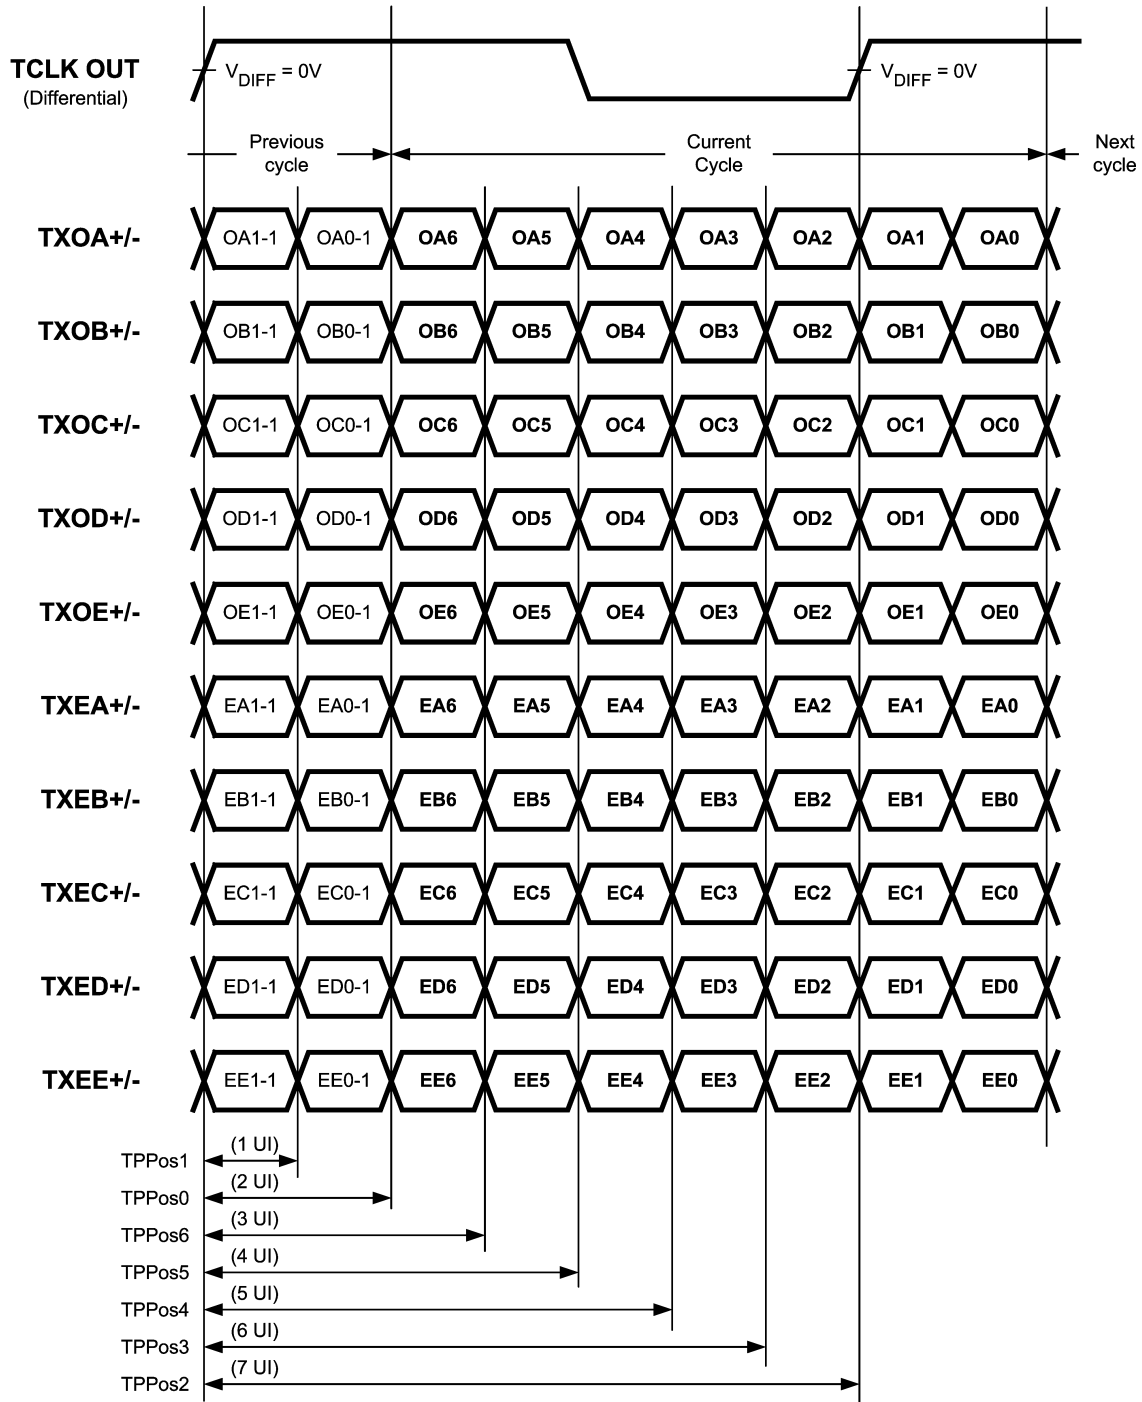 TCLK OUT
(Differential)
VDIFF = 0V
VDIFF = 0V
Previous cycle
Current Cycle
Next cycle
TXOA+/- OA1-1 OA0-1 OA6 OA5 OA4 OA3 OA2 OA1 OA0
TXOB+/- OB1-1 OB0-1 OB6 OB5 OB4 OB3 OB2 OB1 OB0
TXOC+/- OC1-1 OC0-1 OC6 OC5 OC4 OC3 OC2 OC1 OC0
TXOD+/- OD1-1 OD0-1 OD6 OD5 OD4 OD3 OD2 OD1 OD0
TXOE+/- OE1-1 OE0-1 OE6 OE5 OE4 OE3 OE2 OE1 OE0
TXEA+/- EA1-1 EA0-1 EA6 EA5 EA4 EA3 EA2 EA1 EA0
TXEB+/- EB1-1 EB0-1 EB6 EB5 EB4 EB3 EB2 EB1 EB0
TXEC+/- EC1-1 EC0-1 EC6 EC5 EC4 EC3 EC2 EC1 EC0
TXED+/- ED1-1 ED0-1 ED6 ED5 ED4 ED3 ED2 ED1 ED0
TXEE+/- EE1-1 EE0-1 EE6 EE5 EE4 EE3 EE2 EE1 EE0
TPPos1 (1 UI)
TPPos0 (2 UI)
TPPos6 (3 UI)
TPPos5 (4 UI)
TPPos4 (5 UI)
TPPos3 (6 UI)
TPPos2 (7 UI)